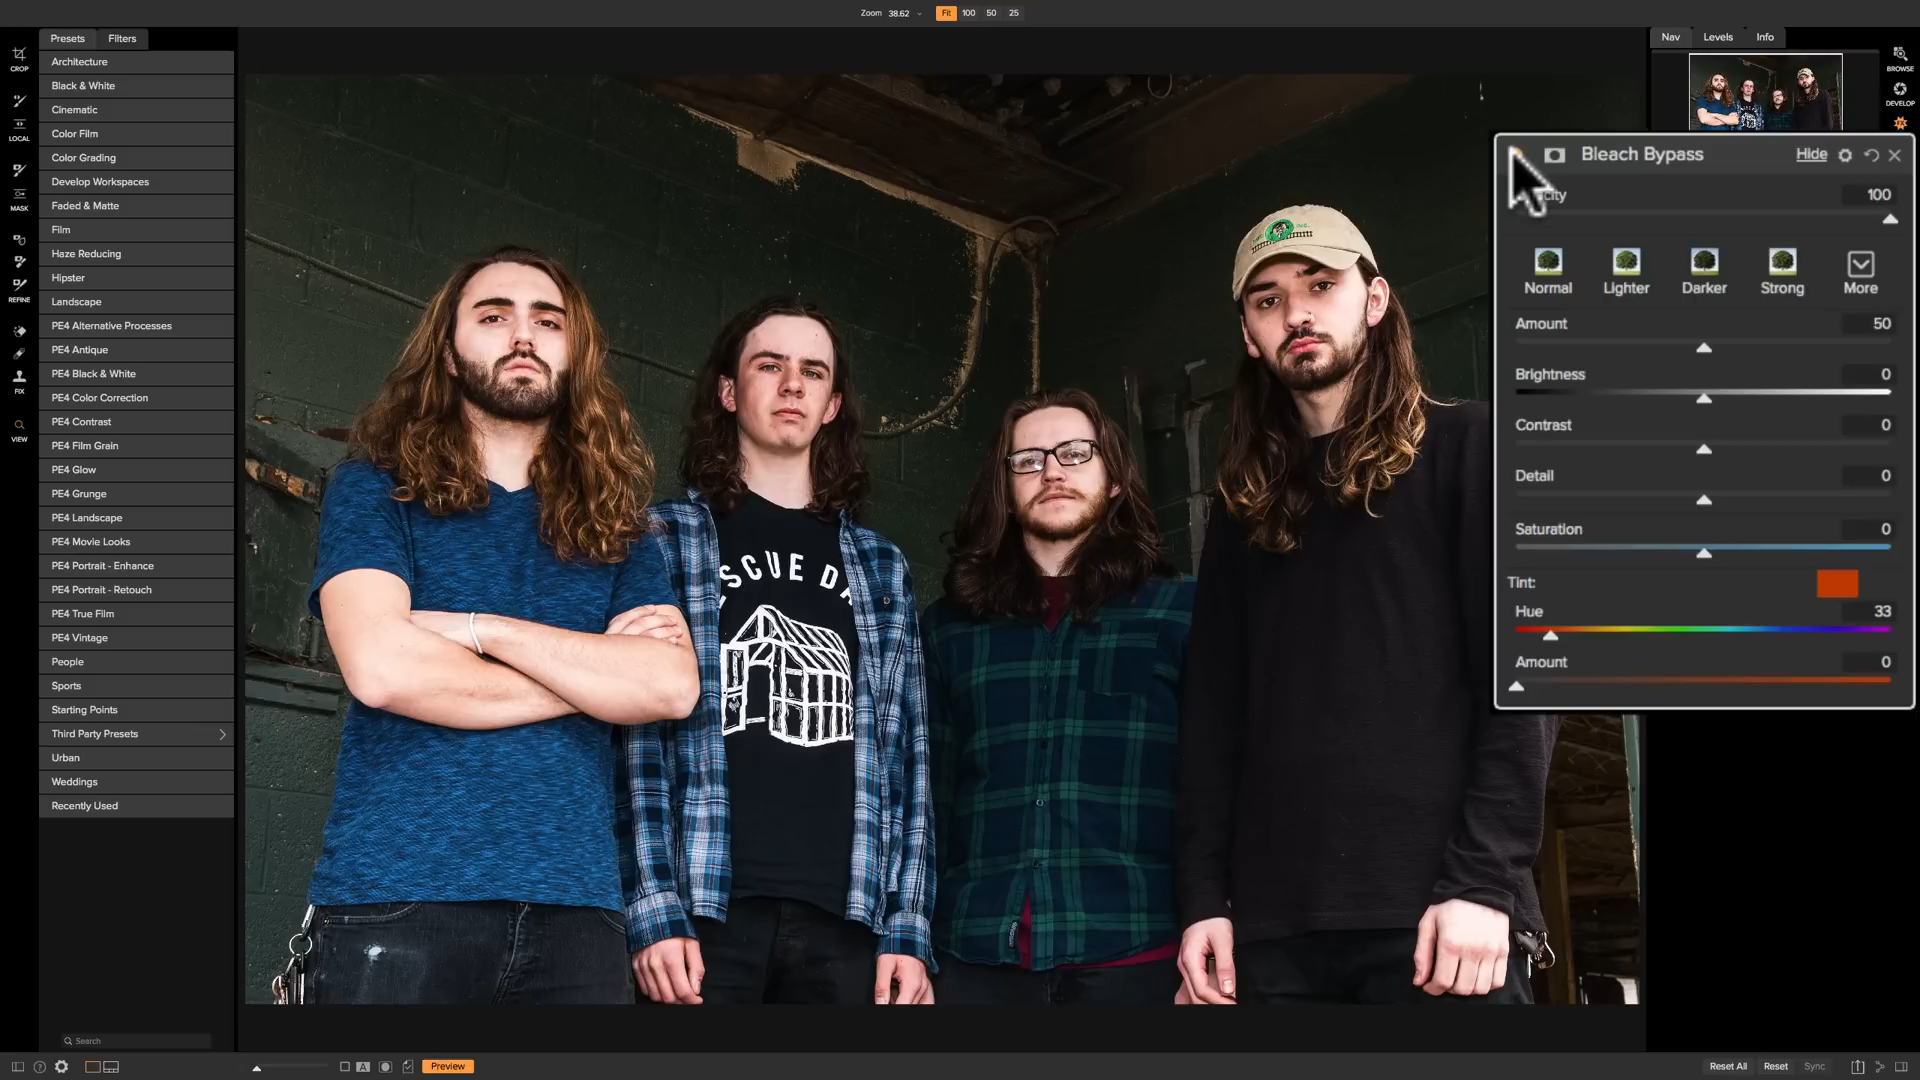 Zoom 38.62 Fit 100 50 25
Presets Filters
Nav Levels Info
CROP
LOCAL
MASK
REFINE
FIX
VIEW
Architecture
Black & White
Cinematic
Color Film
Color Grading
Develop Workspaces
Faded & Matte
Film
Haze Reducing
Hipster
Landscape
PE4 Alternative Processes
PE4 Antique
PE4 Black & White
PE4 Color Correction
PE4 Contrast
PE4 Film Grain
PE4 Glow
PE4 Grunge
PE4 Landscape
PE4 Movie Looks
PE4 Portrait - Enhance
PE4 Portrait - Retouch
PE4 True Film
PE4 Vintage
People
Sports
Starting Points
Third Party Presets
Urban
Weddings
Recently Used
Search
SCUE D
BROWSE
DEVELOP
Bleach Bypass Hide
city 100
Normal Lighter Darker Strong More
Amount 50
Brightness 0
Contrast 0
Detail 0
Saturation 0
Tint:
Hue 33
Amount 0
A Preview
Reset All Reset Sync